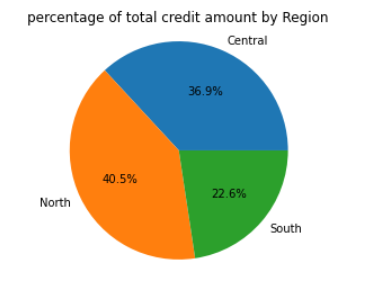 percentage of total credit amount by Region
Central
36.9%
40.5%
22.6%
North
South